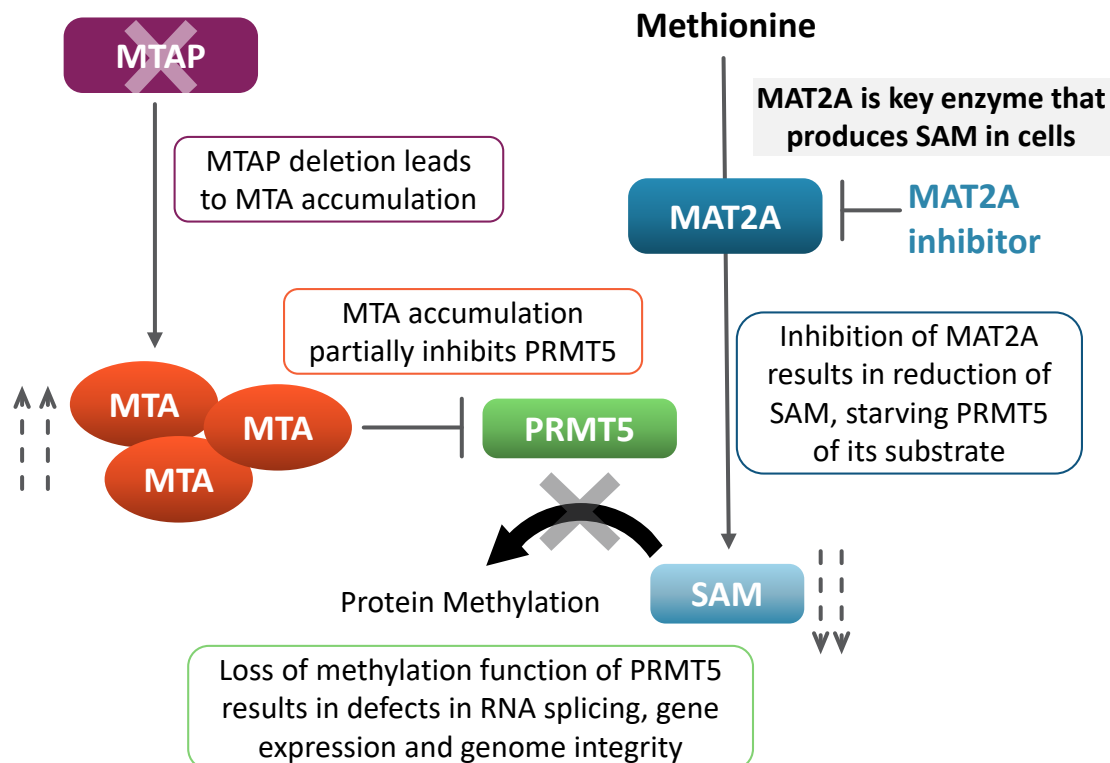 MTAP
Methionine
MAT2A is key enzyme that
produces SAM in cells
MTAP deletion leads
to MTA accumulation
MAT2A
MAT2A
inhibitor
MTA accumulation
partially inhibits PRMT5
Inhibition of MAT2A
results in reduction of
SAM, starving PRMT5
of its substrate
MTA
MTA
MTA
PRMT5
SAM
Protein Methylation
Loss of methylation function of PRMT5
results in defects in RNA splicing, gene
expression and genome integrity